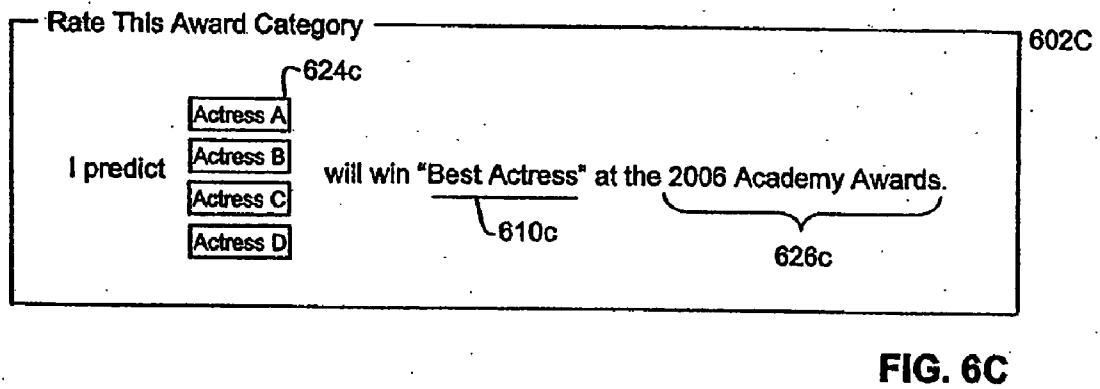 Rate This Award Category
602C
624c
Actress A
Actress B
I predict
will win "Best Actress" at the 2006 Academy Awards.
Actress C
Actress D
610c
626c
FIG. 6C